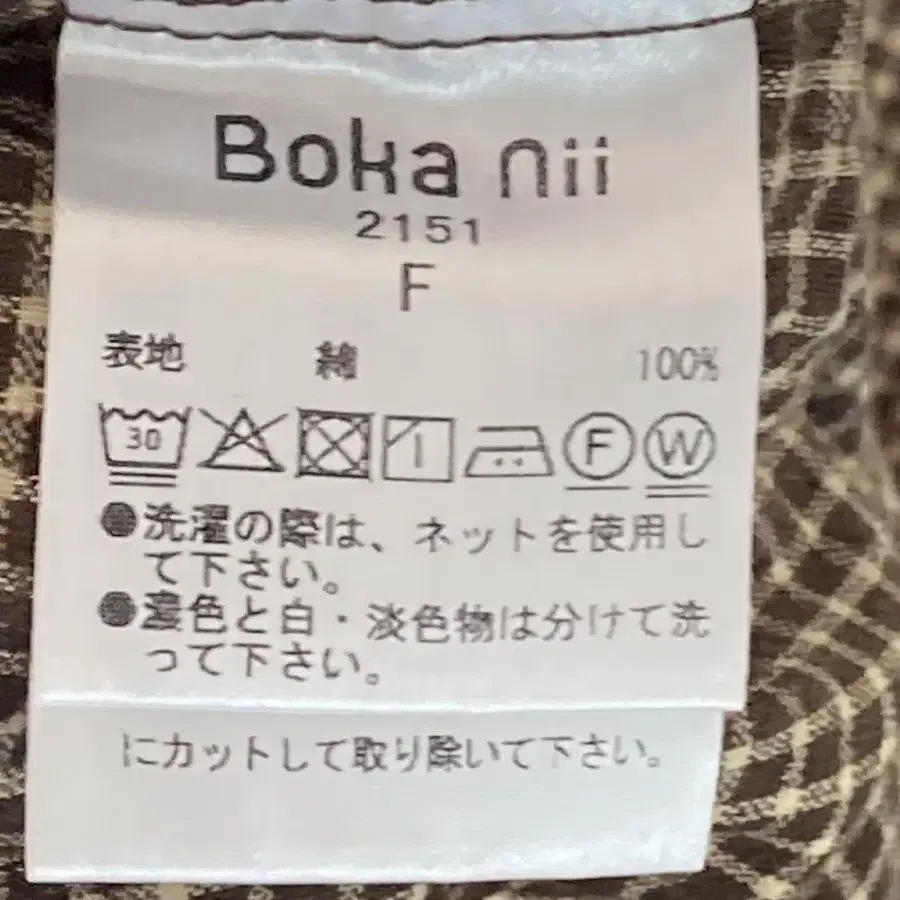 Boka nii
2151
F
表地 綿 100%
30 F W
●洗濯の際は、ネットを使用し
て下さい。
●濃色と白・淡色物は分けて洗
って下さい。
にカットして取り除いて下さい。